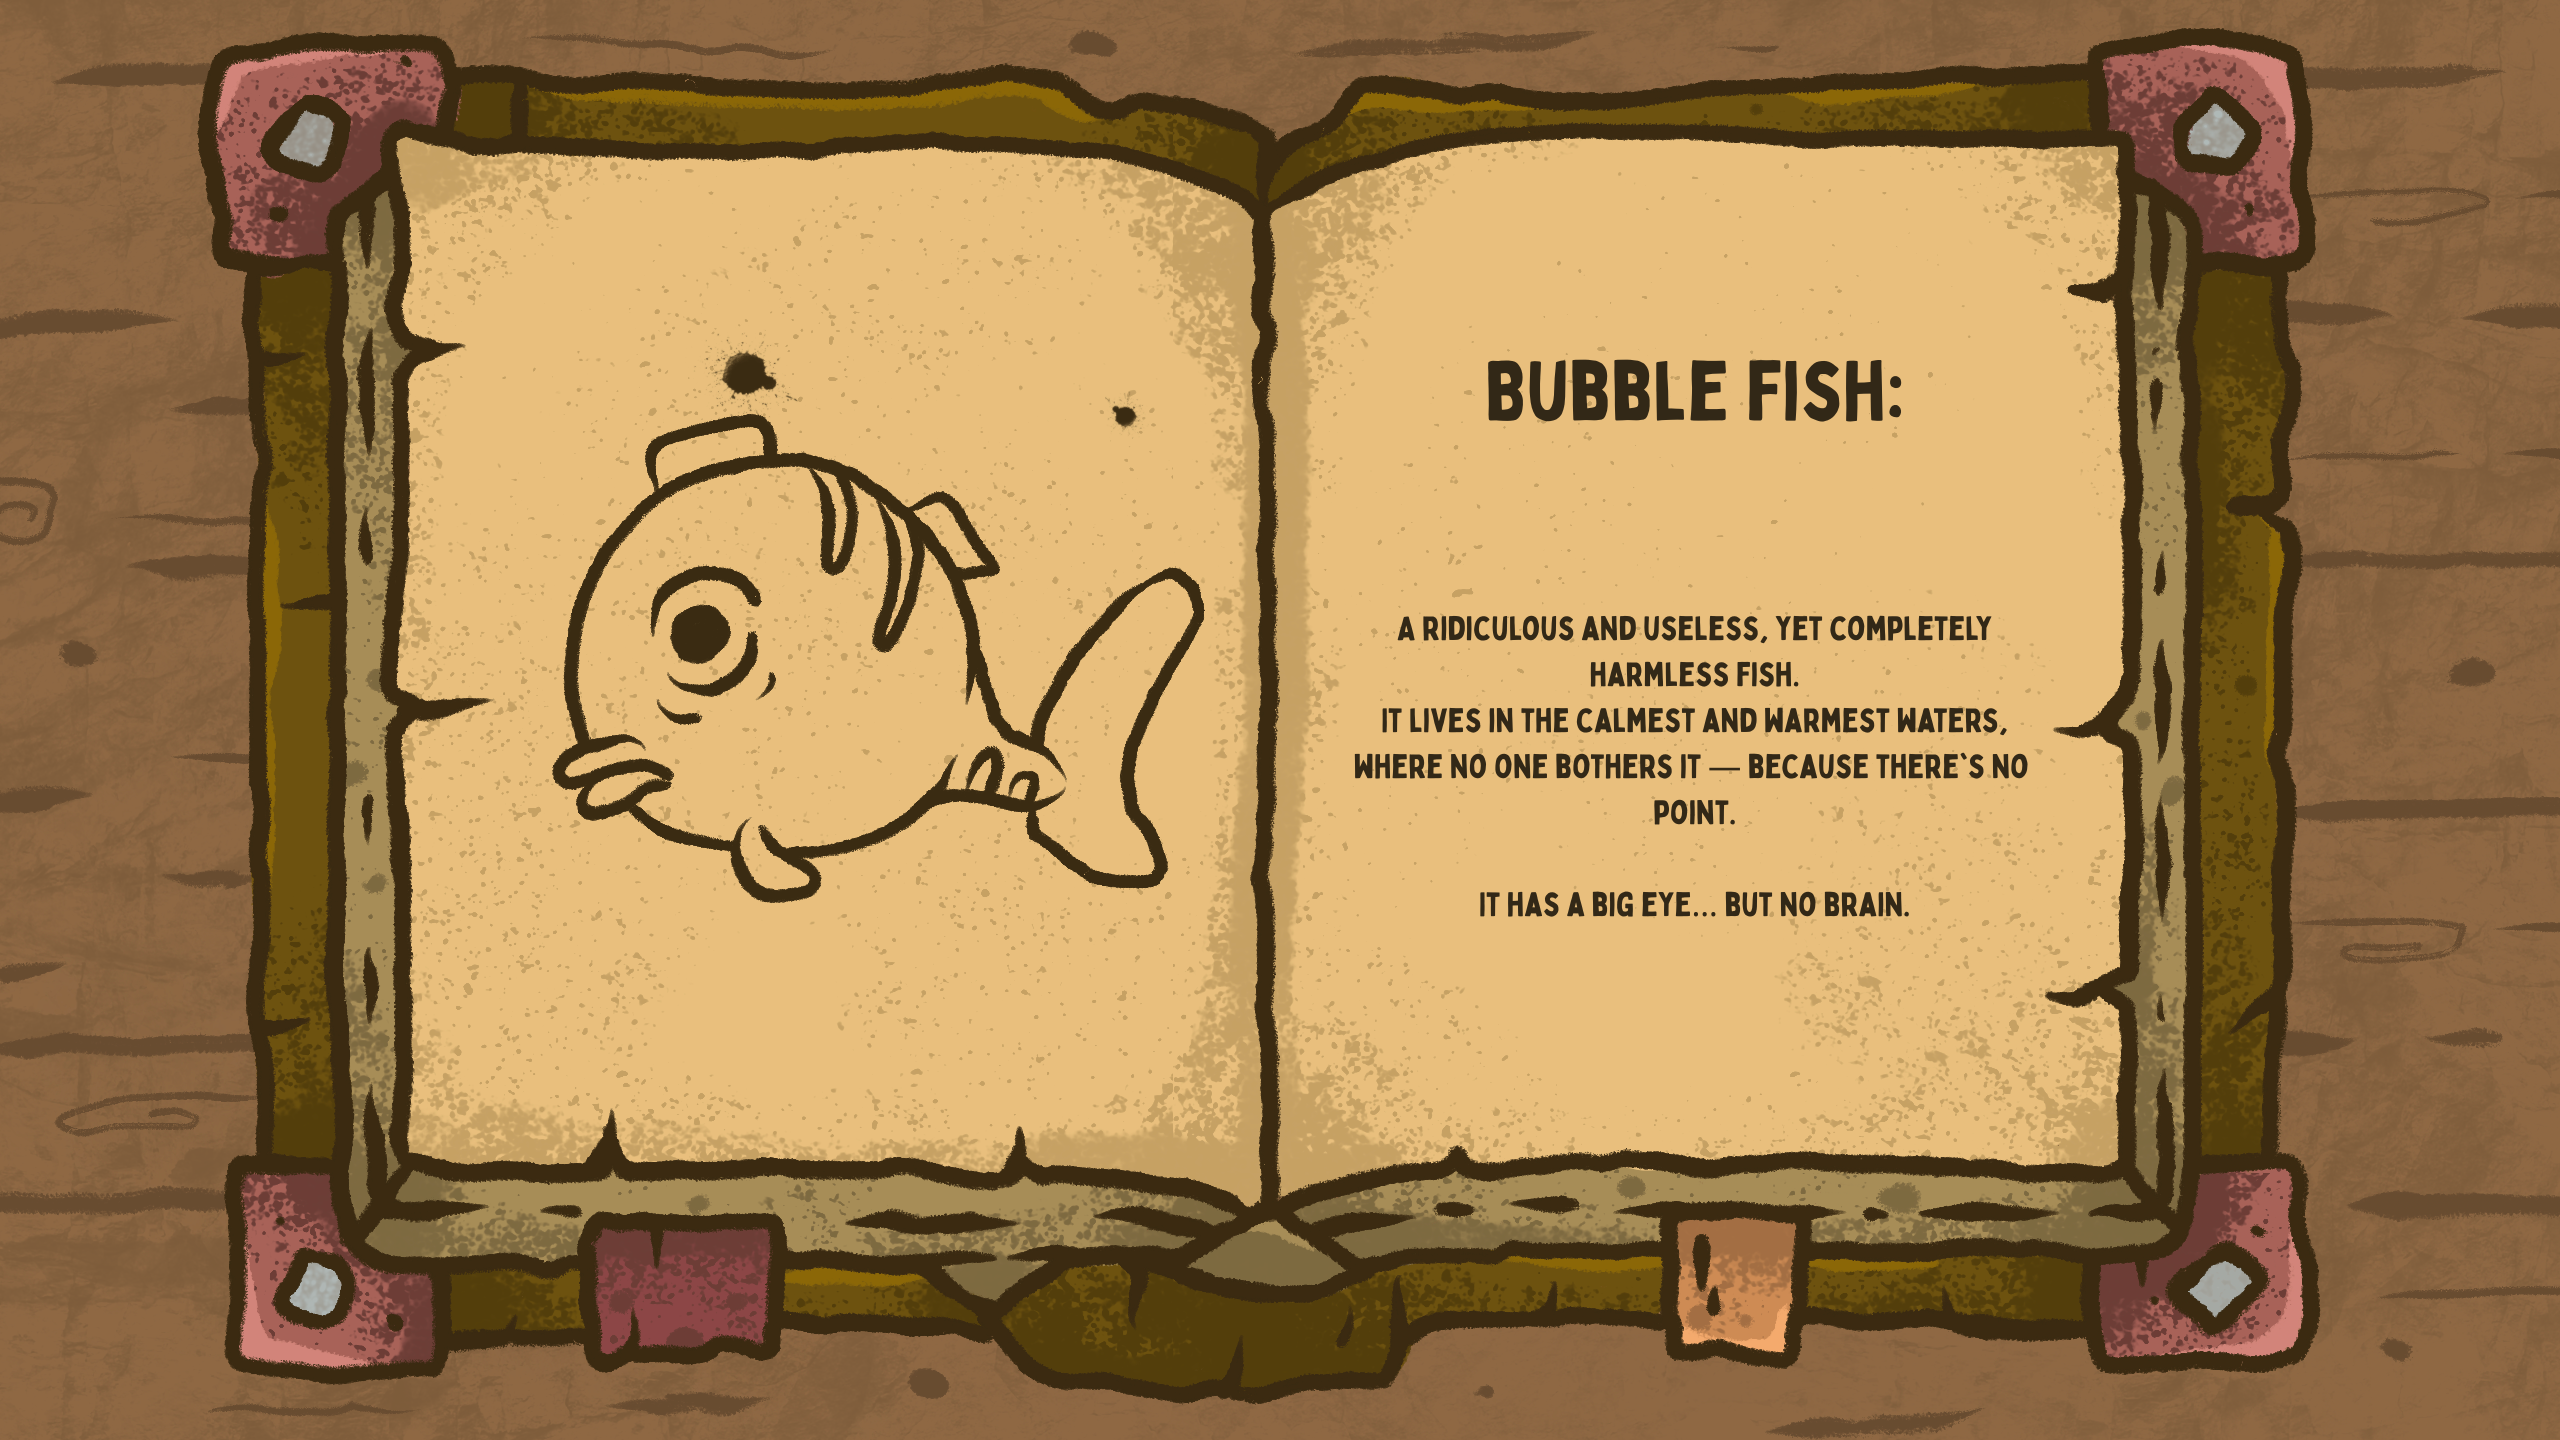 BUBBLE FISH:
A RIDICULOUS AND USELESS, YET COMPLETELY
HARMLESS FISH.
IT LIVES IN THE CALMEST AND WARMEST WATERS,
WHERE NO ONE BOTHERS IT — BECAUSE THERE`S NO
POINT.
IT HAS A BIG EYE... BUT NO BRAIN.